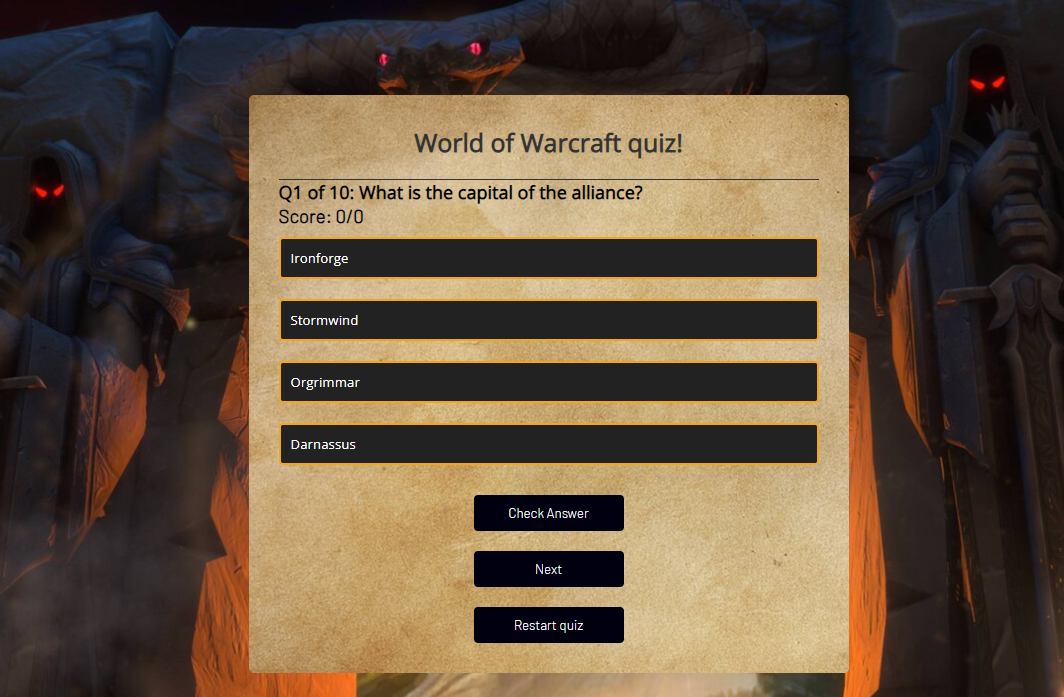 World of Warcraft quiz!
Q1 of 10: What is the capital of the alliance?
Score: 0/0
Ironforge
Stormwind
Orgrimmar
Darnassus
Check Answer
Next
Restart quiz